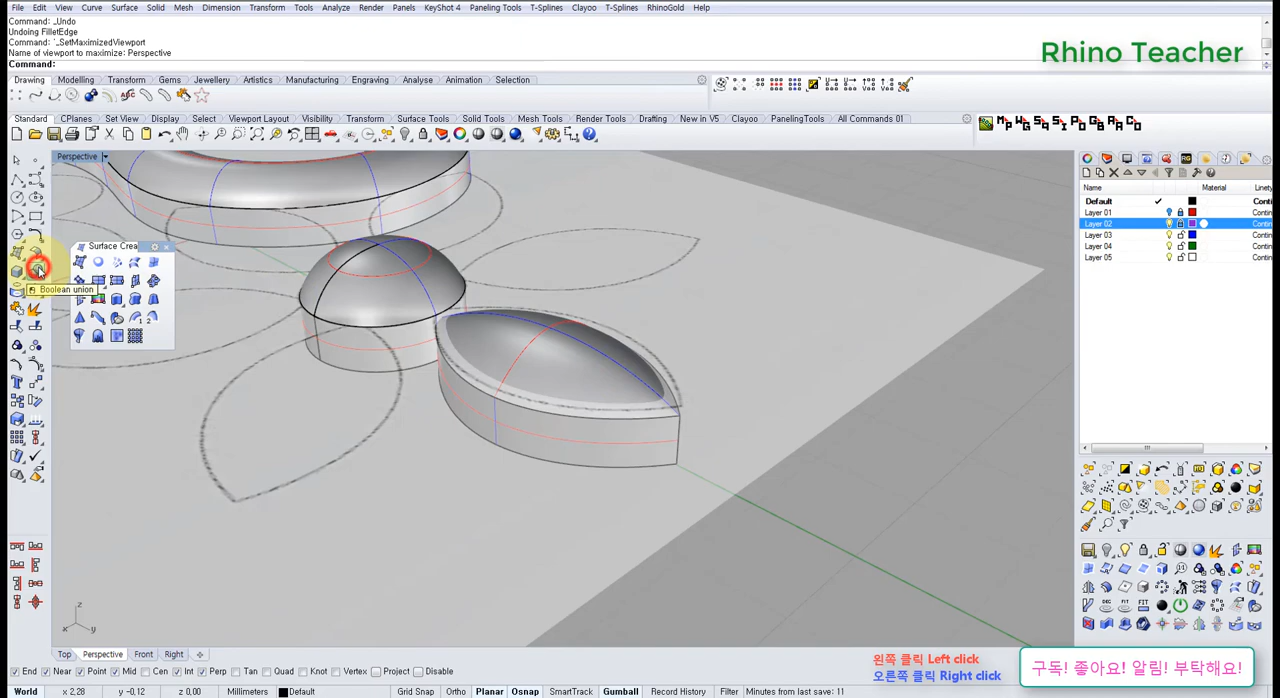 File Edit View Curve Surface Solid Mesh Dimension Transform Tools Analyze Render Panels KeyShot 4 Paneling Tools T-Splines Clayoo T-Splines RhinoGold Help
Command: _Undo
Undoing FilletEdge
Command: '_SetMaximizedViewport
Name of viewport to maximize: Perspective
Command:
Rhino Teacher
Drawing Modelling Transform Gems Jewellery Artistics Manufacturing Engraving Analyse Animation Selection
Standard CPlanes Set View Display Select Viewport Layout Visibility Transform Surface Tools Solid Tools Mesh Tools Render Tools Drafting New in V5 Clayoo PanelingTools All Commands 01
Perspective
Name Material Linety
Default Conti
Layer 01 Conti
Layer 02 Conti
Layer 03 Conti
Layer 04 Conti
Layer 05 Conti
Surface Crea
Boolean union
z
x y
Top Perspective Front Right
왼쪽 클릭 Left click
오른쪽 클릭 Right click
구독! 좋아요! 알림! 부탁해요!
End Near Point Mid Cen Int Perp Tan Quad Knot Vertex Project Disable
World x 2.28 y -0.12 z 0.00 Millimeters Default Grid Snap Ortho Planar Osnap SmartTrack Gumball Record History Filter Minutes from last save: 11